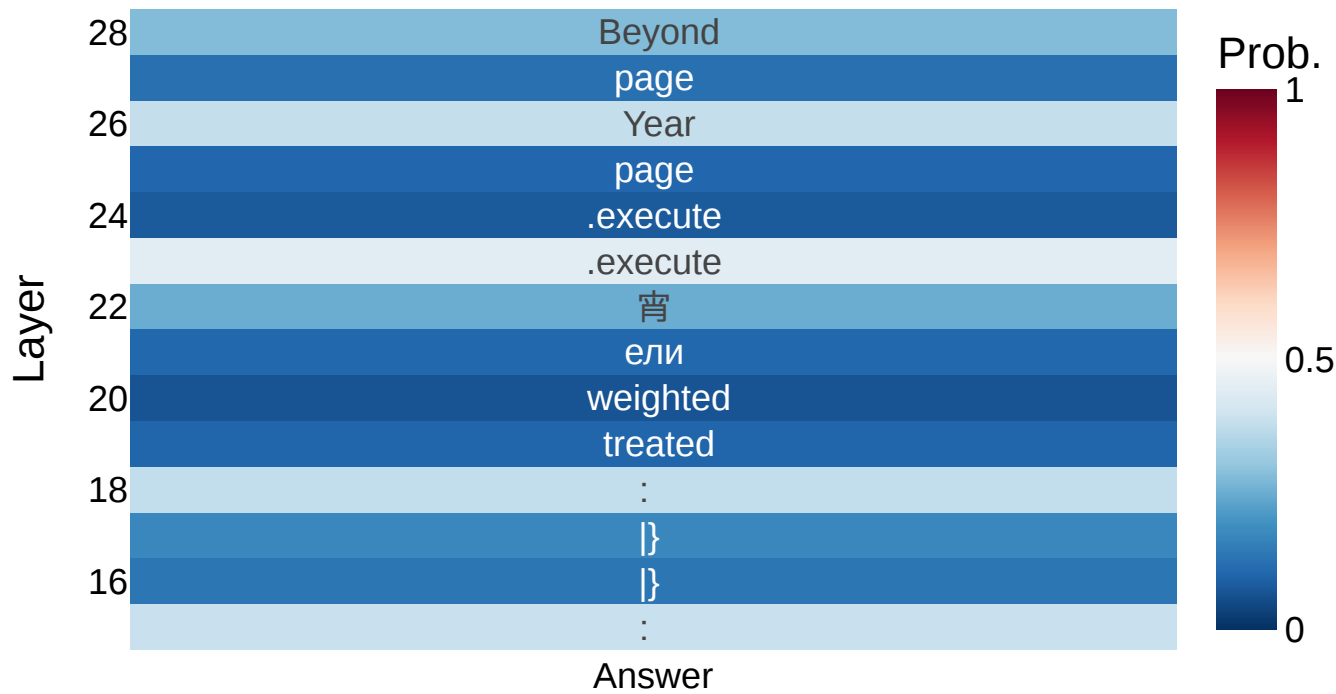 28
Beyond
page
26
Year
page
24
.execute
.execute
22
宵
ели
20
weighted
treated
18
:
|}
16
|}
:
Layer
Answer
Prob.
1
0.5
0